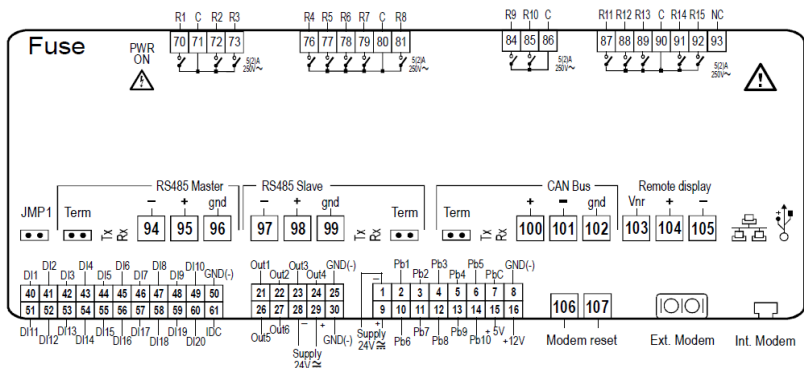 R1 C R2 R3 R4 R5 R6 R7 C R8 R9 R10 C R11 R12 R13 C R14 R15 NC
Fuse
PWR
ON
70 71 72 73 76 77 78 79 80 81 84 85 86 87 88 89 90 91 92 93
5(2)A
250V~
5(2)A
250V~
5(2)A
250V~
5(2)A
250V~
RS485 Master RS485 Slave CAN Bus Remote display
JMP1 Term − + gnd − + gnd Term Term + − gnd Vnr + −
Tx Rx 94 95 96 97 98 99 Tx Rx Tx Rx 100 101 102 103 104 105
DI1 DI2 DI3 DI4 DI5 DI6 DI7 DI8 DI9 DI10 GND(-) Out1 Out2 Out3 Out4 GND(-) − Pb1 Pb2 Pb3 Pb4 Pb5 PbC GND(-)
40 41 42 43 44 45 46 47 48 49 50 21 22 23 24 25 1 2 3 4 5 6 7 8
51 52 53 54 55 56 57 58 59 60 61 26 27 28 29 30 9 10 11 12 13 14 15 16 106 107
DI11 DI12 DI13 DI14 DI15 DI16 DI17 DI18 DI19 DI20 IDC Out5 Out6 − + GND(-) + Pb6 Pb7 Pb8 Pb9 Pb10 + 5V +12V
Supply
24V≂
Supply
24V≂
Modem reset Ext. Modem Int. Modem